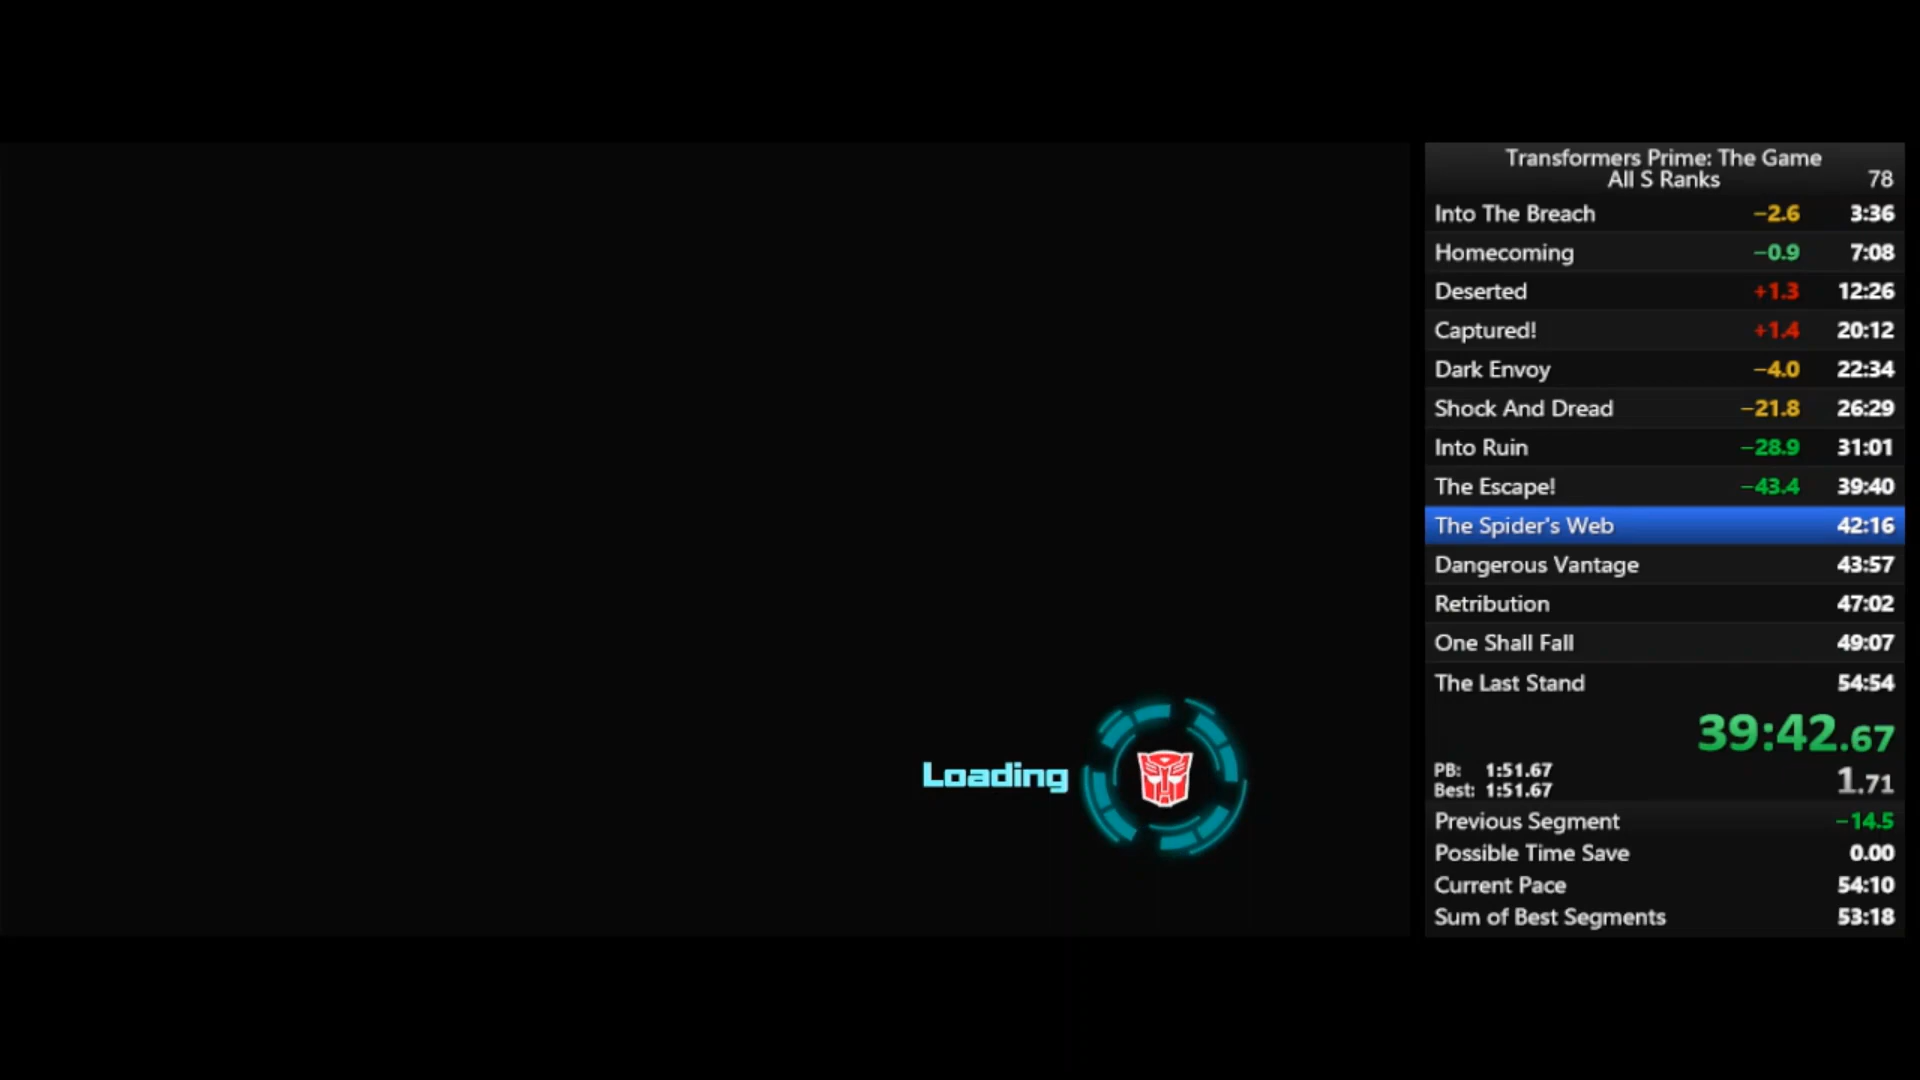 Transformers Prime: The Game
All S Ranks 78
Into The Breach −2.6 3:36
Homecoming −0.9 7:08
Deserted +1.3 12:26
Captured! +1.4 20:12
Dark Envoy −4.0 22:34
Shock And Dread −21.8 26:29
Into Ruin −28.9 31:01
The Escape! −43.4 39:40
The Spider's Web 42:16
Dangerous Vantage 43:57
Retribution 47:02
One Shall Fall 49:07
The Last Stand 54:54
39:42.67
PB: 1:51.67 1.71
Best: 1:51.67
Previous Segment −14.5
Possible Time Save 0.00
Current Pace 54:10
Sum of Best Segments 53:18
Loading